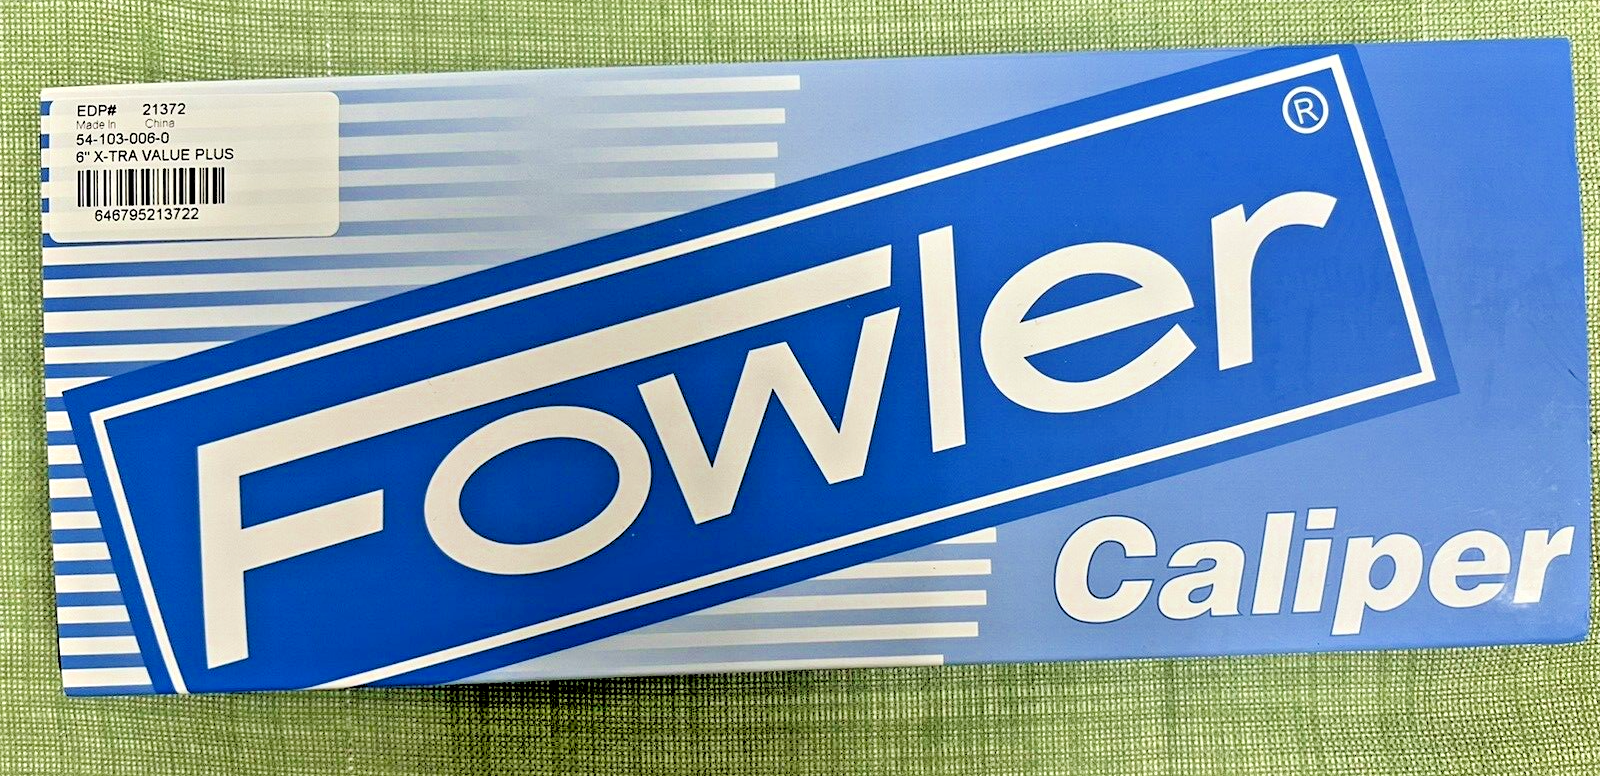 EDP# 21372
Made In China
54-103-006-0
6" X-TRA VALUE PLUS
646795213722
Fowler ®
Caliper